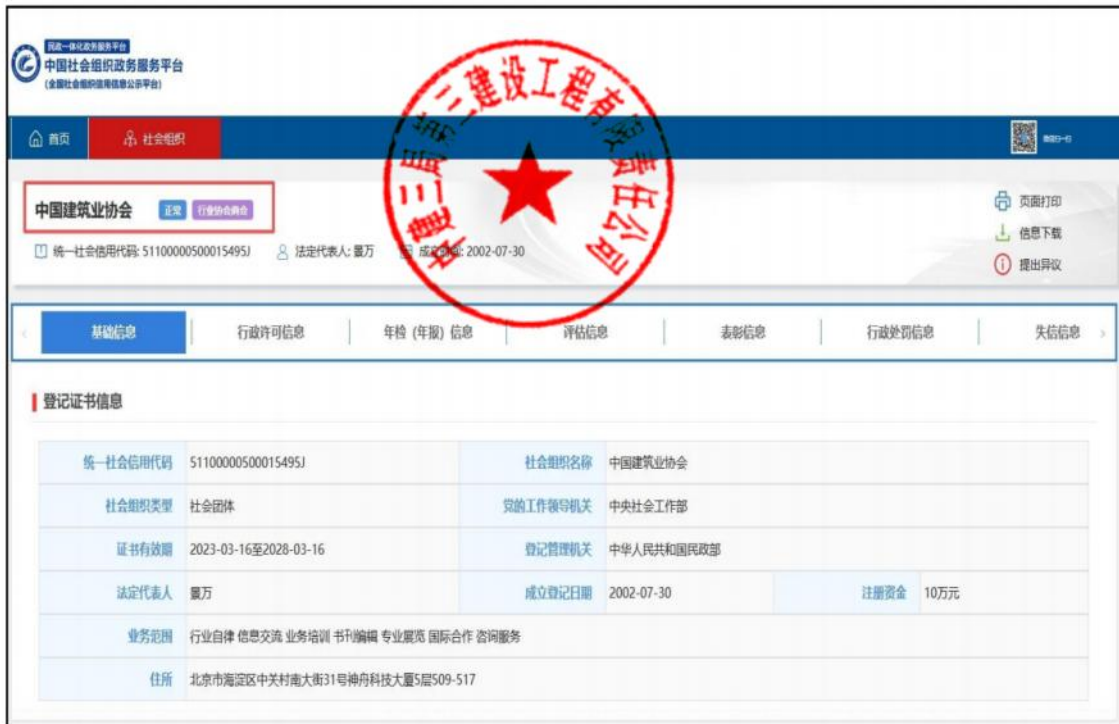 民政一体化政务服务平台
中国社会组织政务服务平台
(全国社会组织信用信息公示平台)
首页 社会组织 微信扫一扫
中建三局第三建设工程有限责任公司
中国建筑业协会 正常 行业协会商会
统一社会信用代码: 51100000500015495J 法定代表人: 景万 成立时间: 2002-07-30
页面打印
信息下载
提出异议
基础信息 行政许可信息 年检 (年报) 信息 评估信息 表彰信息 行政处罚信息 失信信息
登记证书信息
统一社会信用代码 51100000500015495J 社会组织名称 中国建筑业协会
社会组织类型 社会团体 党的工作领导机关 中央社会工作部
证书有效期 2023-03-16至2028-03-16 登记管理机关 中华人民共和国民政部
法定代表人 景万 成立登记日期 2002-07-30 注册资金 10万元
业务范围 行业自律 信息交流 业务培训 书刊编辑 专业展览 国际合作 咨询服务
住所 北京市海淀区中关村南大街31号神舟科技大厦5层509-517